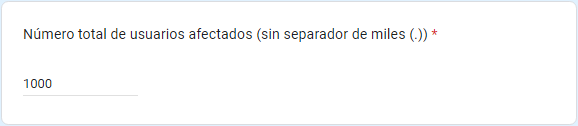 Número total de usuarios afectados (sin separador de miles (.)) *
1000